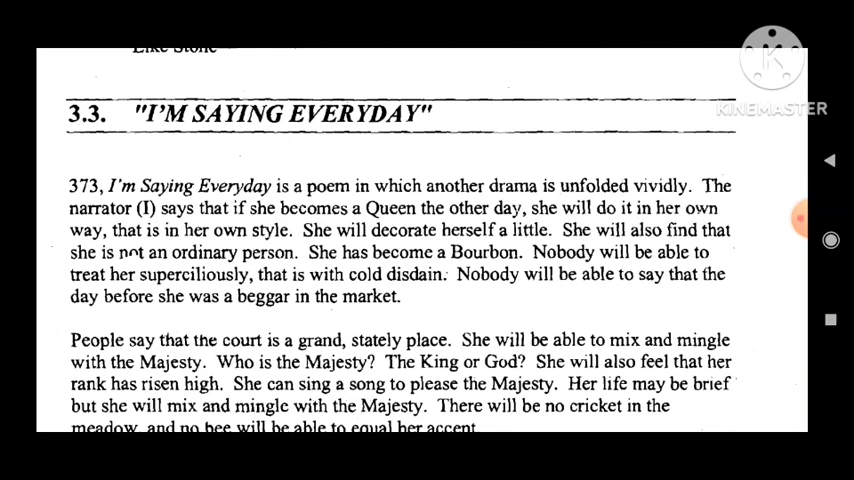 Like Stone
KINEMASTER
3.3. "I'M SAYING EVERYDAY"
373, I'm Saying Everyday is a poem in which another drama is unfolded vividly. The
narrator (I) says that if she becomes a Queen the other day, she will do it in her own
way, that is in her own style. She will decorate herself a little. She will also find that
she is not an ordinary person. She has become a Bourbon. Nobody will be able to
treat her superciliously, that is with cold disdain. Nobody will be able to say that the
day before she was a beggar in the market.
People say that the court is a grand, stately place. She will be able to mix and mingle
with the Majesty. Who is the Majesty? The King or God? She will also feel that her
rank has risen high. She can sing a song to please the Majesty. Her life may be brief
but she will mix and mingle with the Majesty. There will be no cricket in the
meadow, and no bee will be able to equal her accent.